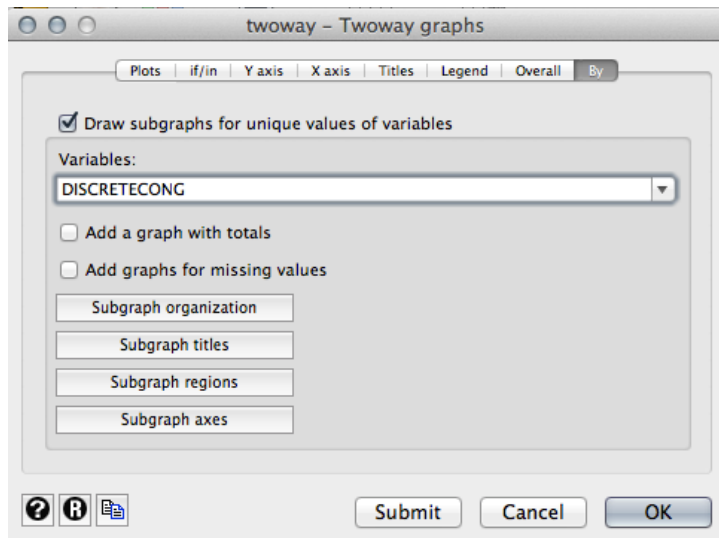 twoway – Twoway graphs
Plots if/in Y axis X axis Titles Legend Overall By
Draw subgraphs for unique values of variables
Variables:
DISCRETECONG
Add a graph with totals
Add graphs for missing values
Subgraph organization
Subgraph titles
Subgraph regions
Subgraph axes
? R Submit Cancel OK